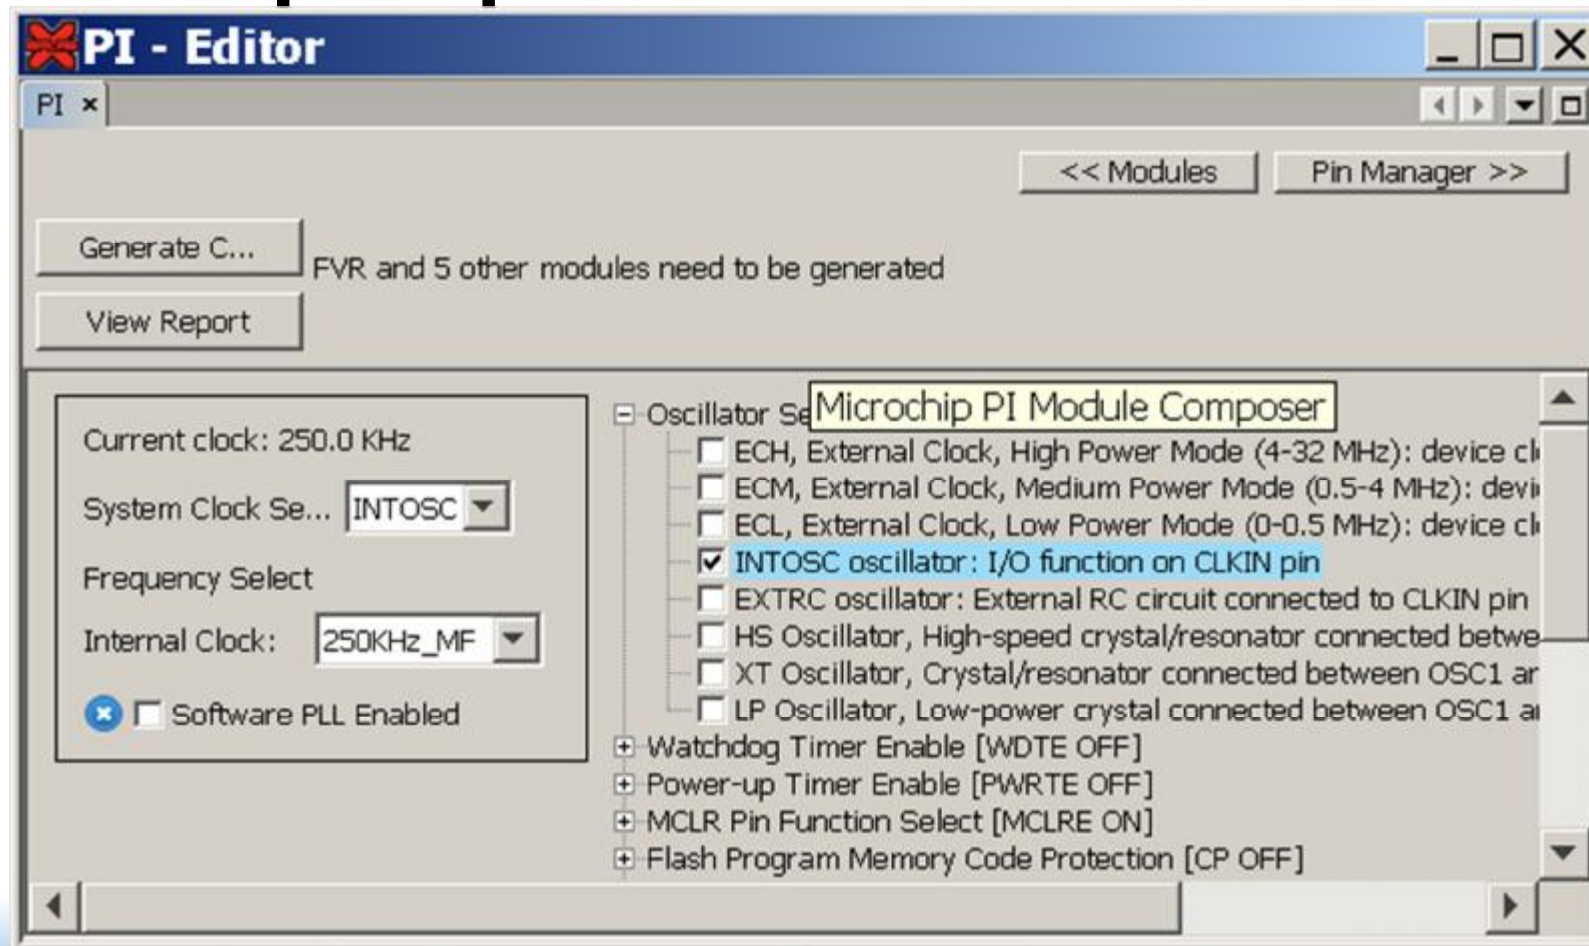 PI - Editor
PI
<< Modules Pin Manager >>
Generate C...
FVR and 5 other modules need to be generated
View Report
Microchip PI Module Composer
Oscillator Se
Current clock: 250.0 KHz
System Clock Se... INTOSC
Frequency Select
Internal Clock: 250KHz_MF
Software PLL Enabled
ECH, External Clock, High Power Mode (4-32 MHz): device cl
ECM, External Clock, Medium Power Mode (0.5-4 MHz): devi
ECL, External Clock, Low Power Mode (0-0.5 MHz): device cl
INTOSC oscillator: I/O function on CLKIN pin
EXTRC oscillator: External RC circuit connected to CLKIN pin
HS Oscillator, High-speed crystal/resonator connected betwe
XT Oscillator, Crystal/resonator connected between OSC1 ar
LP Oscillator, Low-power crystal connected between OSC1 a
Watchdog Timer Enable [WDTE OFF]
Power-up Timer Enable [PWRTE OFF]
MCLR Pin Function Select [MCLRE ON]
Flash Program Memory Code Protection [CP OFF]